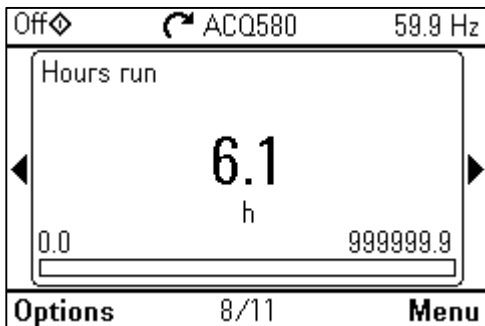 Off ACQ580 59.9 Hz
Hours run
6.1
h
0.0 999999.9
Options 8/11 Menu